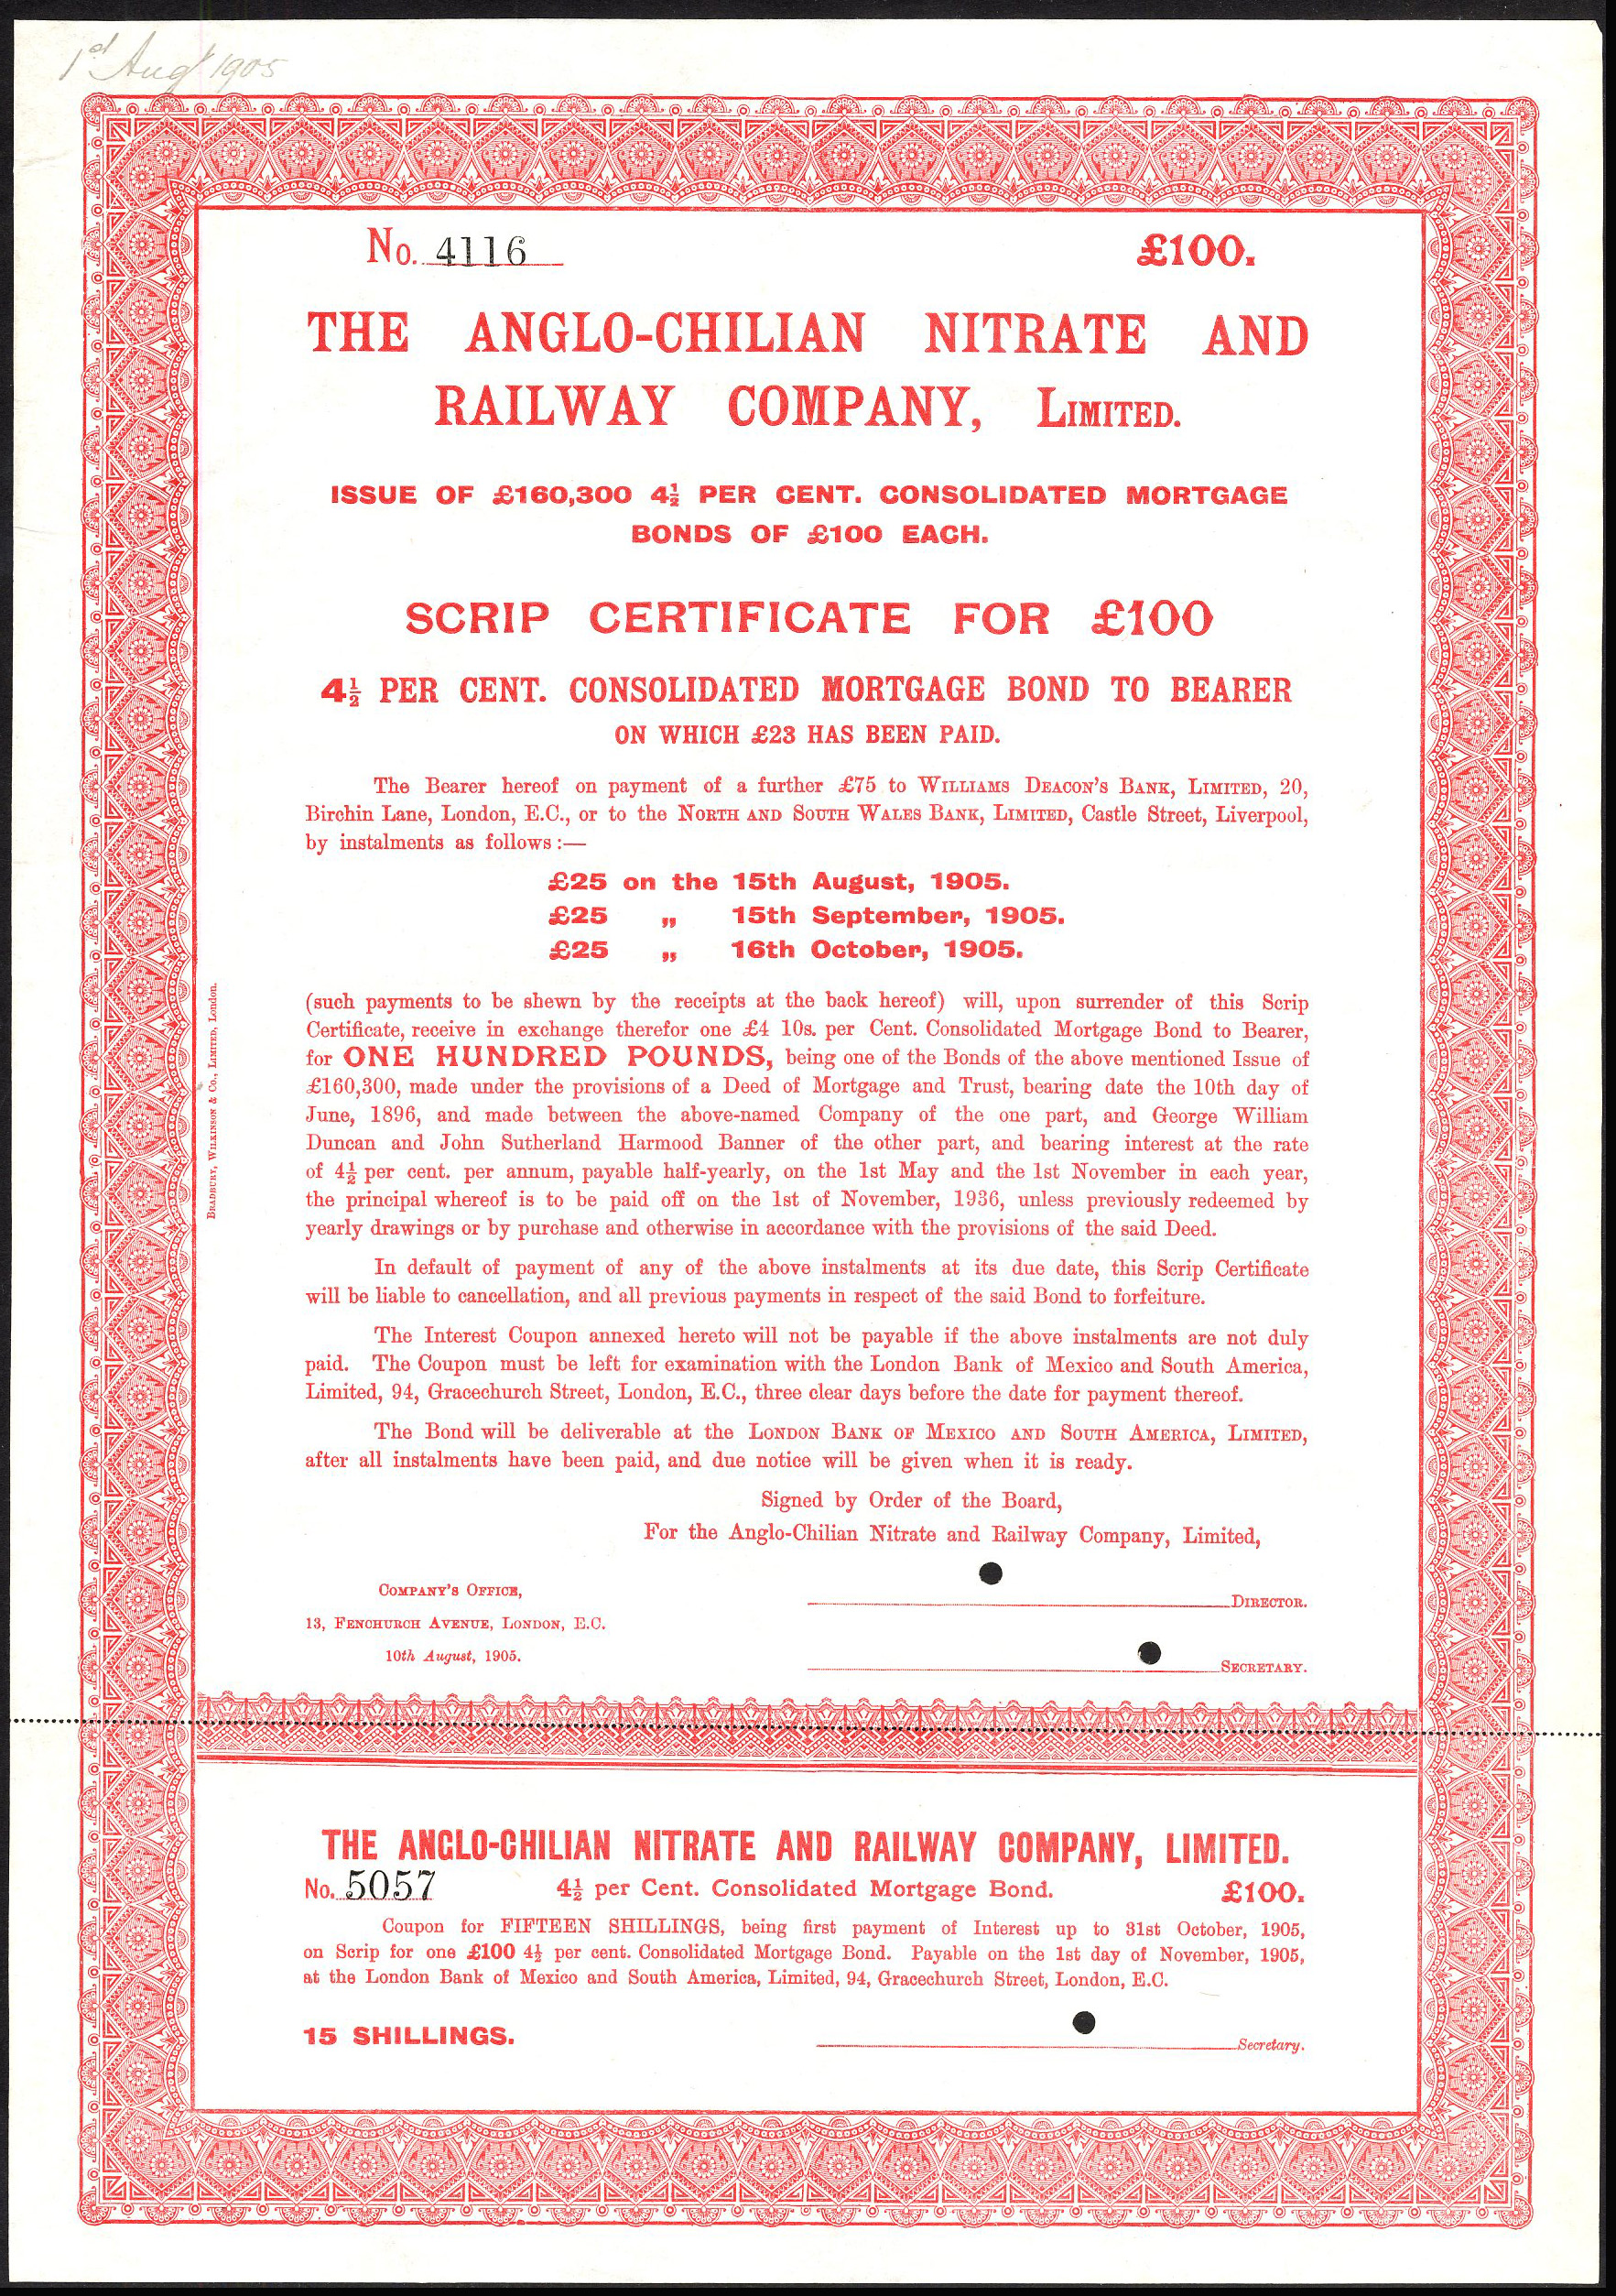 1st Augt 1905
No. 4116 £100.
THE ANGLO-CHILIAN NITRATE AND
RAILWAY COMPANY, LIMITED.
ISSUE OF £160,300 4½ PER CENT. CONSOLIDATED MORTGAGE
BONDS OF £100 EACH.
SCRIP CERTIFICATE FOR £100
4½ PER CENT. CONSOLIDATED MORTGAGE BOND TO BEARER
ON WHICH £23 HAS BEEN PAID.
The Bearer hereof on payment of a further £75 to WILLIAMS DEACON'S BANK, LIMITED, 20,
Birchin Lane, London, E.C., or to the NORTH AND SOUTH WALES BANK, LIMITED, Castle Street, Liverpool,
by instalments as follows :—
£25 on the 15th August, 1905.
£25 „ 15th September, 1905.
£25 „ 16th October, 1905.
(such payments to be shewn by the receipts at the back hereof) will, upon surrender of this Scrip
Certificate, receive in exchange therefor one £4 10s. per Cent. Consolidated Mortgage Bond to Bearer,
for ONE HUNDRED POUNDS, being one of the Bonds of the above mentioned Issue of
£160,300, made under the provisions of a Deed of Mortgage and Trust, bearing date the 10th day of
June, 1896, and made between the above-named Company of the one part, and George William
Duncan and John Sutherland Harmood Banner of the other part, and bearing interest at the rate
of 4½ per cent. per annum, payable half-yearly, on the 1st May and the 1st November in each year,
the principal whereof is to be paid off on the 1st of November, 1936, unless previously redeemed by
yearly drawings or by purchase and otherwise in accordance with the provisions of the said Deed.
In default of payment of any of the above instalments at its due date, this Scrip Certificate
will be liable to cancellation, and all previous payments in respect of the said Bond to forfeiture.
The Interest Coupon annexed hereto will not be payable if the above instalments are not duly
paid. The Coupon must be left for examination with the London Bank of Mexico and South America,
Limited, 94, Gracechurch Street, London, E.C., three clear days before the date for payment thereof.
The Bond will be deliverable at the LONDON BANK OF MEXICO AND SOUTH AMERICA, LIMITED,
after all instalments have been paid, and due notice will be given when it is ready.
Signed by Order of the Board,
For the Anglo-Chilian Nitrate and Railway Company, Limited,
COMPANY'S OFFICE,
DIRECTOR.
13, FENCHURCH AVENUE, LONDON, E.C.
10th August, 1905.
SECRETARY.
BRADBURY, WILKINSON & CO., LIMITED, LONDON.
THE ANGLO-CHILIAN NITRATE AND RAILWAY COMPANY, LIMITED.
No. 5057 4½ per Cent. Consolidated Mortgage Bond. £100.
Coupon for FIFTEEN SHILLINGS, being first payment of Interest up to 31st October, 1905,
on Scrip for one £100 4½ per cent. Consolidated Mortgage Bond. Payable on the 1st day of November, 1905,
at the London Bank of Mexico and South America, Limited, 94, Gracechurch Street, London, E.C.
15 SHILLINGS.
Secretary.